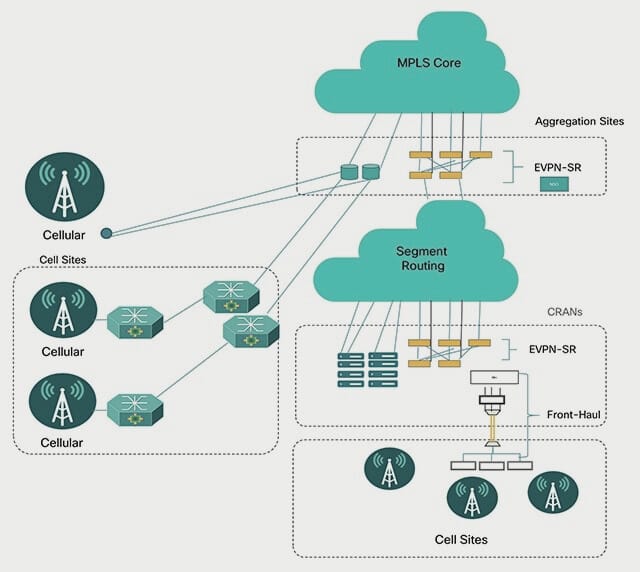 MPLS Core
Aggregation Sites
EVPN-SR
Cellular
Cell Sites
Segment
Routing
Cellular
CRANs
EVPN-SR
Front-Haul
Cellular
Cell Sites